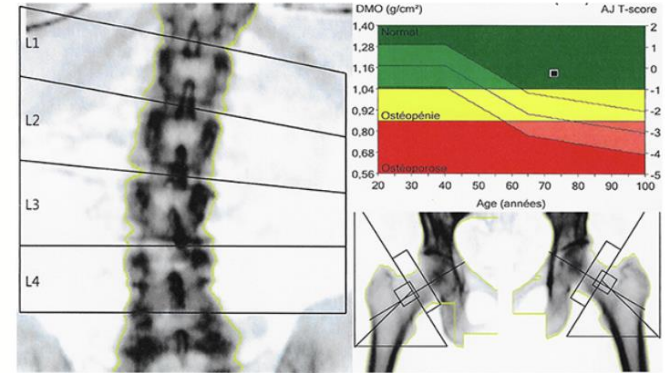 L1
L2
L3
L4
DMO (g/cm²) AJ T-score
1,40 2
1,28 1
1,16 0
1,04 -1
0,92 -2
0,80 -3
0,68 -4
0,56 -5
Normal
Ostéopénie
Ostéoporose
20 30 40 50 60 70 80 90 100
Age (années)